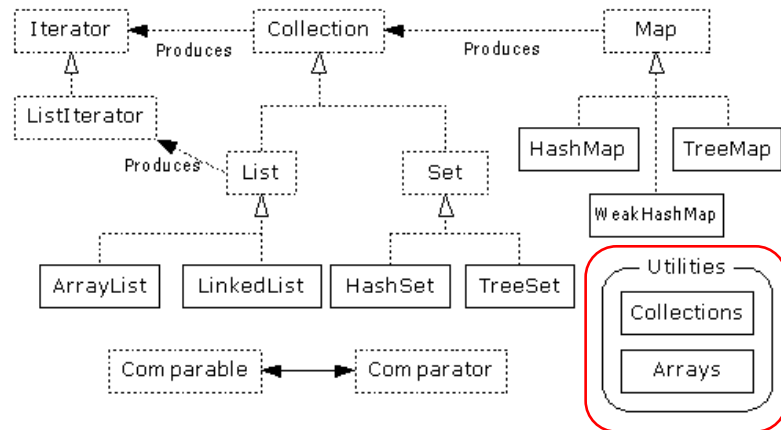 Iterator
Collection
Map
Produces
Produces
ListIterator
Produces
List
Set
HashMap
TreeMap
WeakHashMap
ArrayList
LinkedList
HashSet
TreeSet
Utilities
Collections
Arrays
Comparable
Comparator